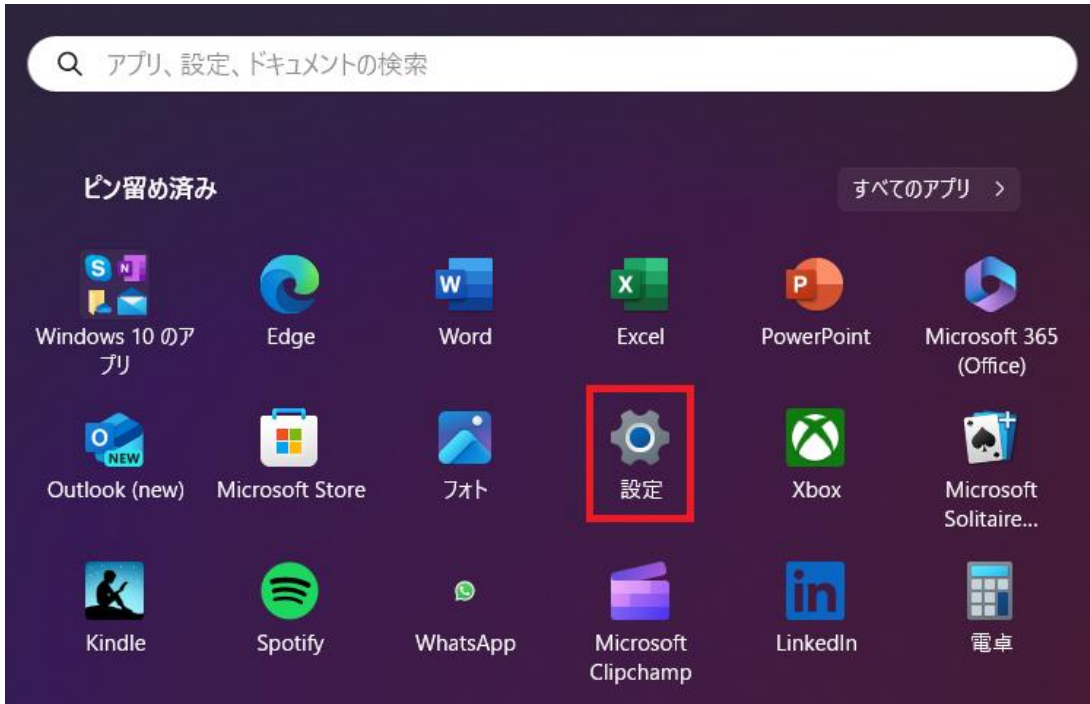 アプリ、設定、ドキュメントの検索
ピン留め済み
すべてのアプリ >
S N
W
X
P
Windows 10 のア
プリ
Edge
Word
Excel
PowerPoint
Microsoft 365
(Office)
O
NEW
Outlook (new)
Microsoft Store
フォト
設定
Xbox
Microsoft
Solitaire...
in
Kindle
Spotify
WhatsApp
Microsoft
Clipchamp
LinkedIn
電卓